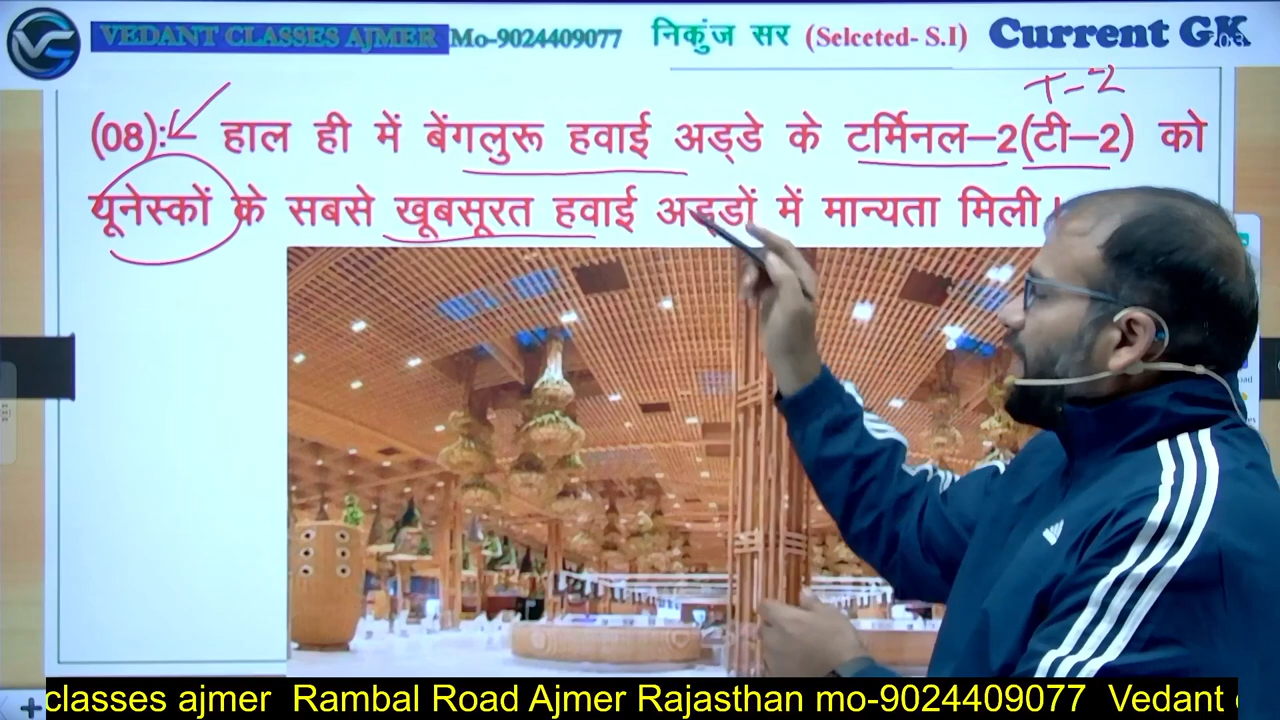 VEDANT CLASSES AJMER Mo-9024409077 निकुंज सर (Selceted- S.I) Current GK
T-2
(08): हाल ही में बेंगलुरू हवाई अड्डे के टर्मिनल–2(टी–2) को
यूनेस्कों के सबसे खूबसूरत हवाई अड्डों में मान्यता मिली।
classes ajmer Rambal Road Ajmer Rajasthan mo-9024409077 Vedant